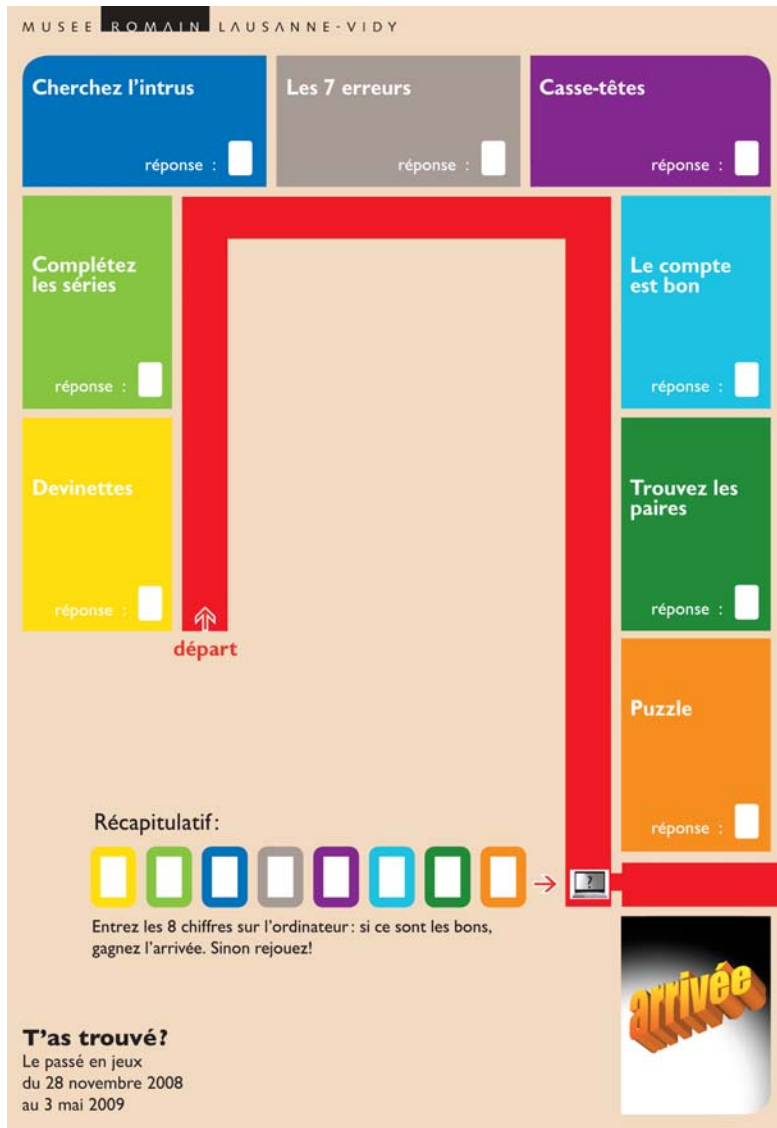 MUSEE ROMAIN LAUSANNE-VIDY
Cherchez l'intrus
réponse :
Les 7 erreurs
réponse :
Casse-têtes
réponse :
Complétez
les séries
réponse :
Le compte
est bon
réponse :
Devinettes
réponse :
Trouvez les
paires
réponse :
départ
Puzzle
réponse :
Récapitulatif :
?
Entrez les 8 chiffres sur l'ordinateur : si ce sont les bons,
gagnez l'arrivée. Sinon rejouez!
arrivée
T'as trouvé?
Le passé en jeux
du 28 novembre 2008
au 3 mai 2009